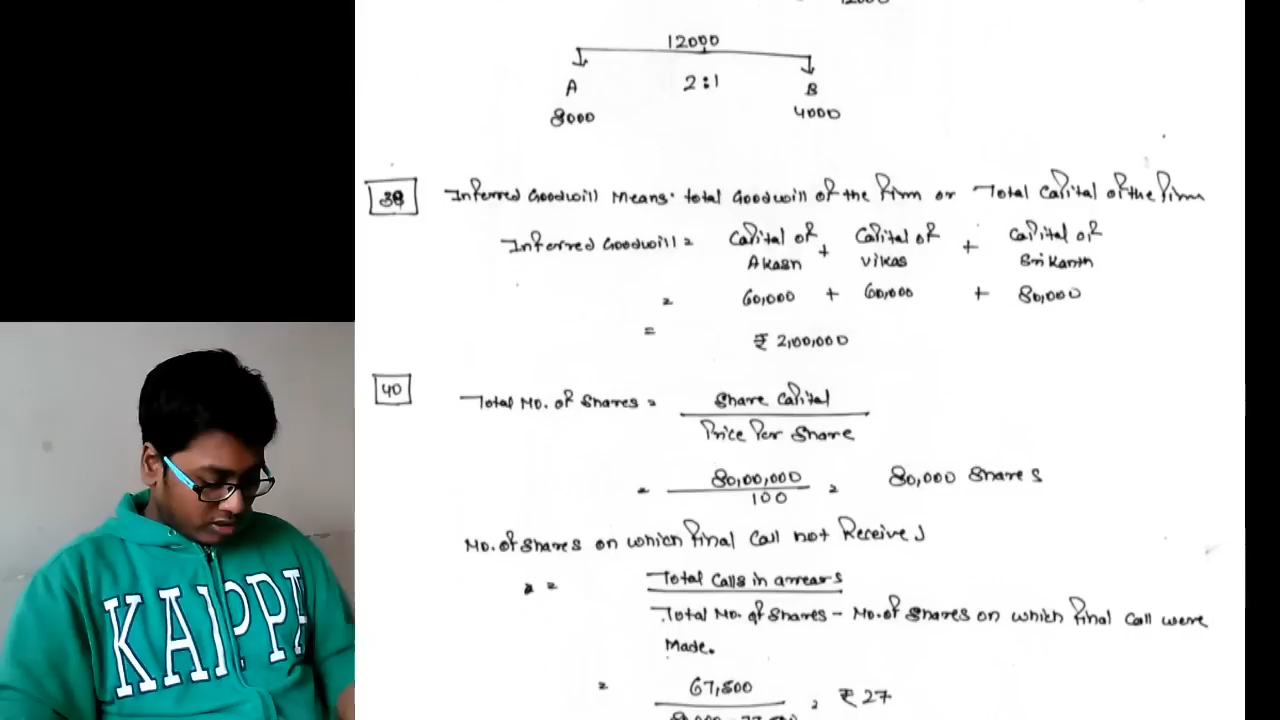 12000
A 2:1 B
8000 4000
39 Inferred Goodwill Means: total Goodwill of the Firm or Total Capital of the Firm
Inferred Goodwill = Capital of Akash + Capital of Vikas + Capital of Srikanth
= 60,000 + 60,000 + 80,000
= ₹ 2,00,000
40 Total No. of Shares = Share Capital
Price Per Share
= 80,00,000 = 80,000 Shares
100
No. of Shares on which Final Call not Received
= Total Calls in arrears
Total No. of Shares - No. of Shares on which Final Call were
Made.
= 67,500 = ₹ 27
KAPPA